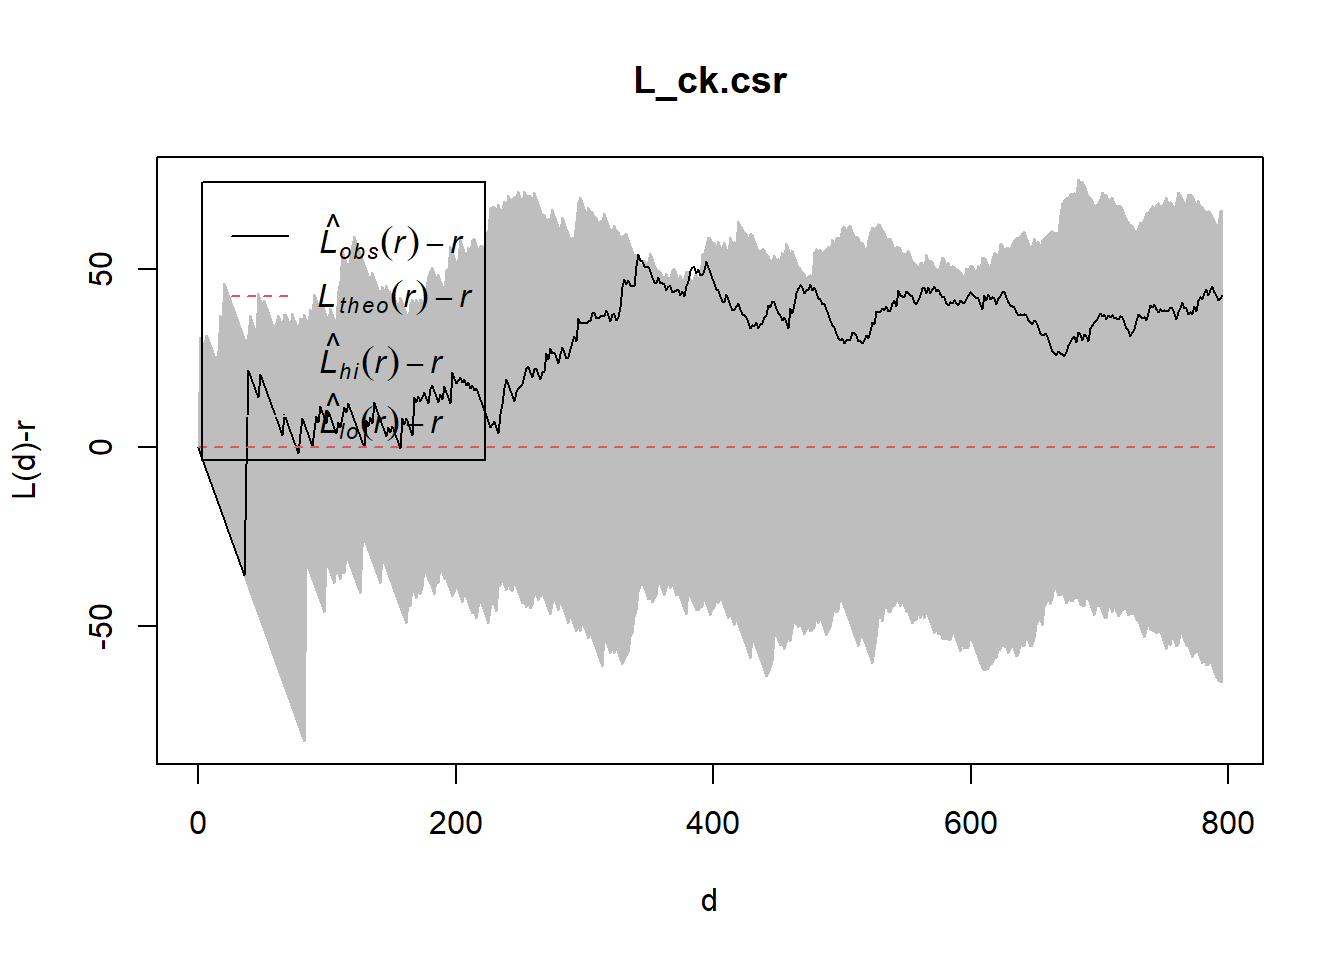 L_ck.csr
L̂obs(r) – r
Ltheo(r) – r
L̂hi(r) – r
L̂lo(r) – r
L(d)-r
50
0
-50
0 200 400 600 800
d